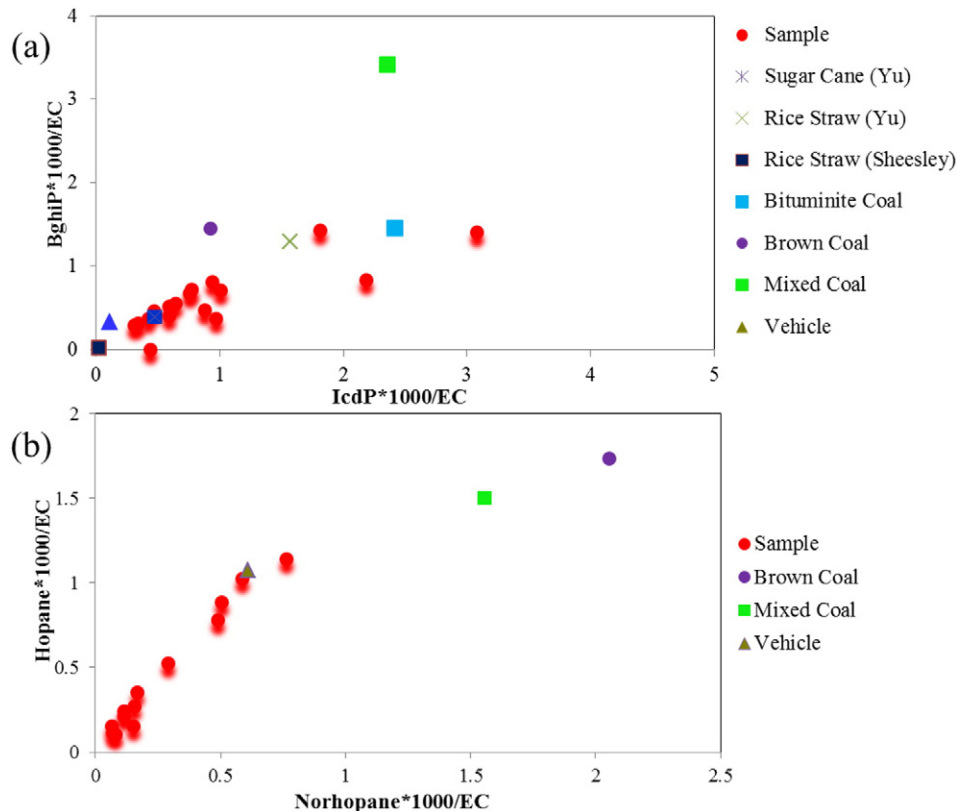 (a)
BghiP*1000/EC
4
3
2
1
0
0 1 2 3 4 5
IcdP*1000/EC
Sample
Sugar Cane (Yu)
Rice Straw (Yu)
Rice Straw (Sheesley)
Bituminite Coal
Brown Coal
Mixed Coal
Vehicle
(b)
Hopane*1000/EC
2
1.5
1
0.5
0
0 0.5 1 1.5 2 2.5
Norhopane*1000/EC
Sample
Brown Coal
Mixed Coal
Vehicle